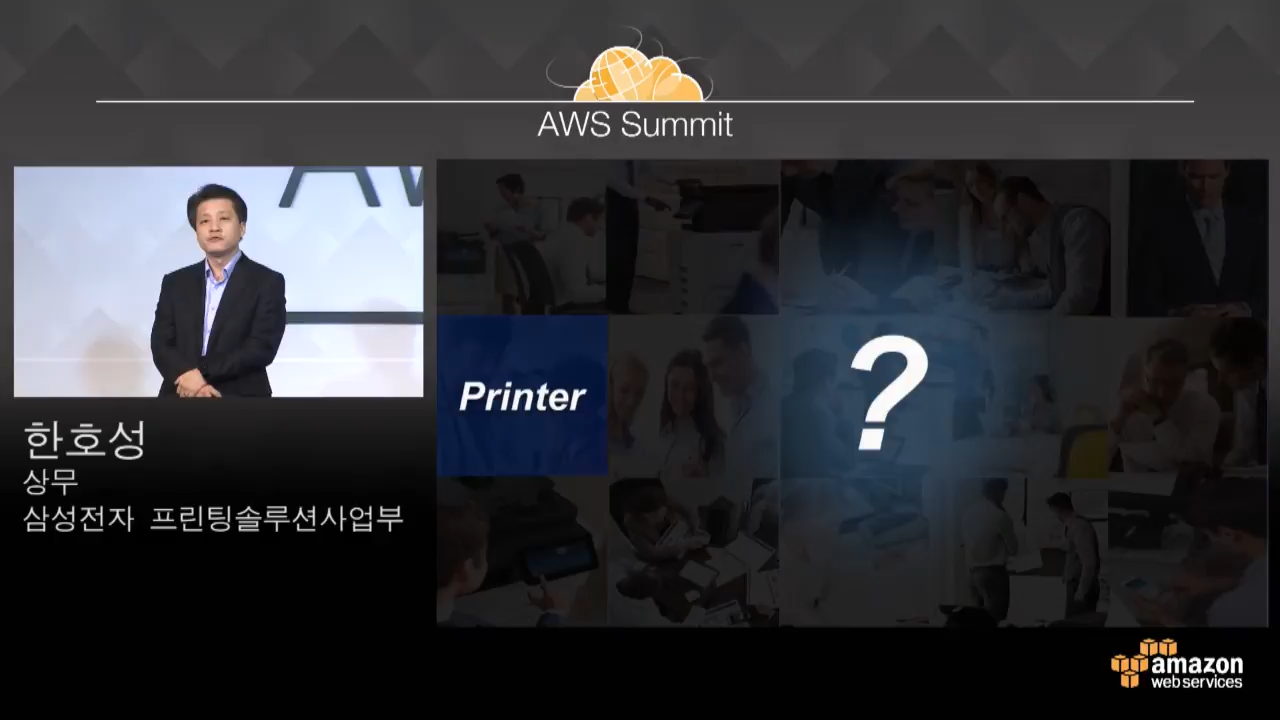 AWS Summit
AW
한호성
상무
삼성전자 프린팅솔루션사업부
Printer
?
amazon
web services